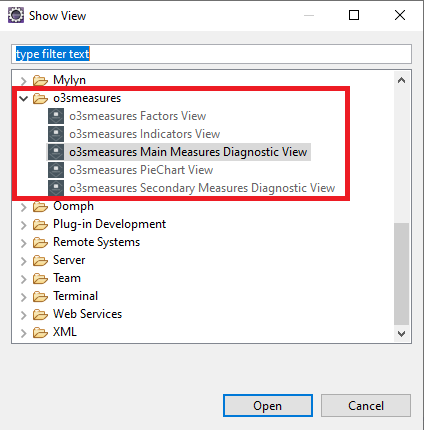 Show View
type filter text
Mylyn
o3smeasures
o3smeasures Factors View
o3smeasures Indicators View
o3smeasures Main Measures Diagnostic View
o3smeasures PieChart View
o3smeasures Secondary Measures Diagnostic View
Oomph
Plug-in Development
Remote Systems
Server
Team
Terminal
Web Services
XML
Open Cancel